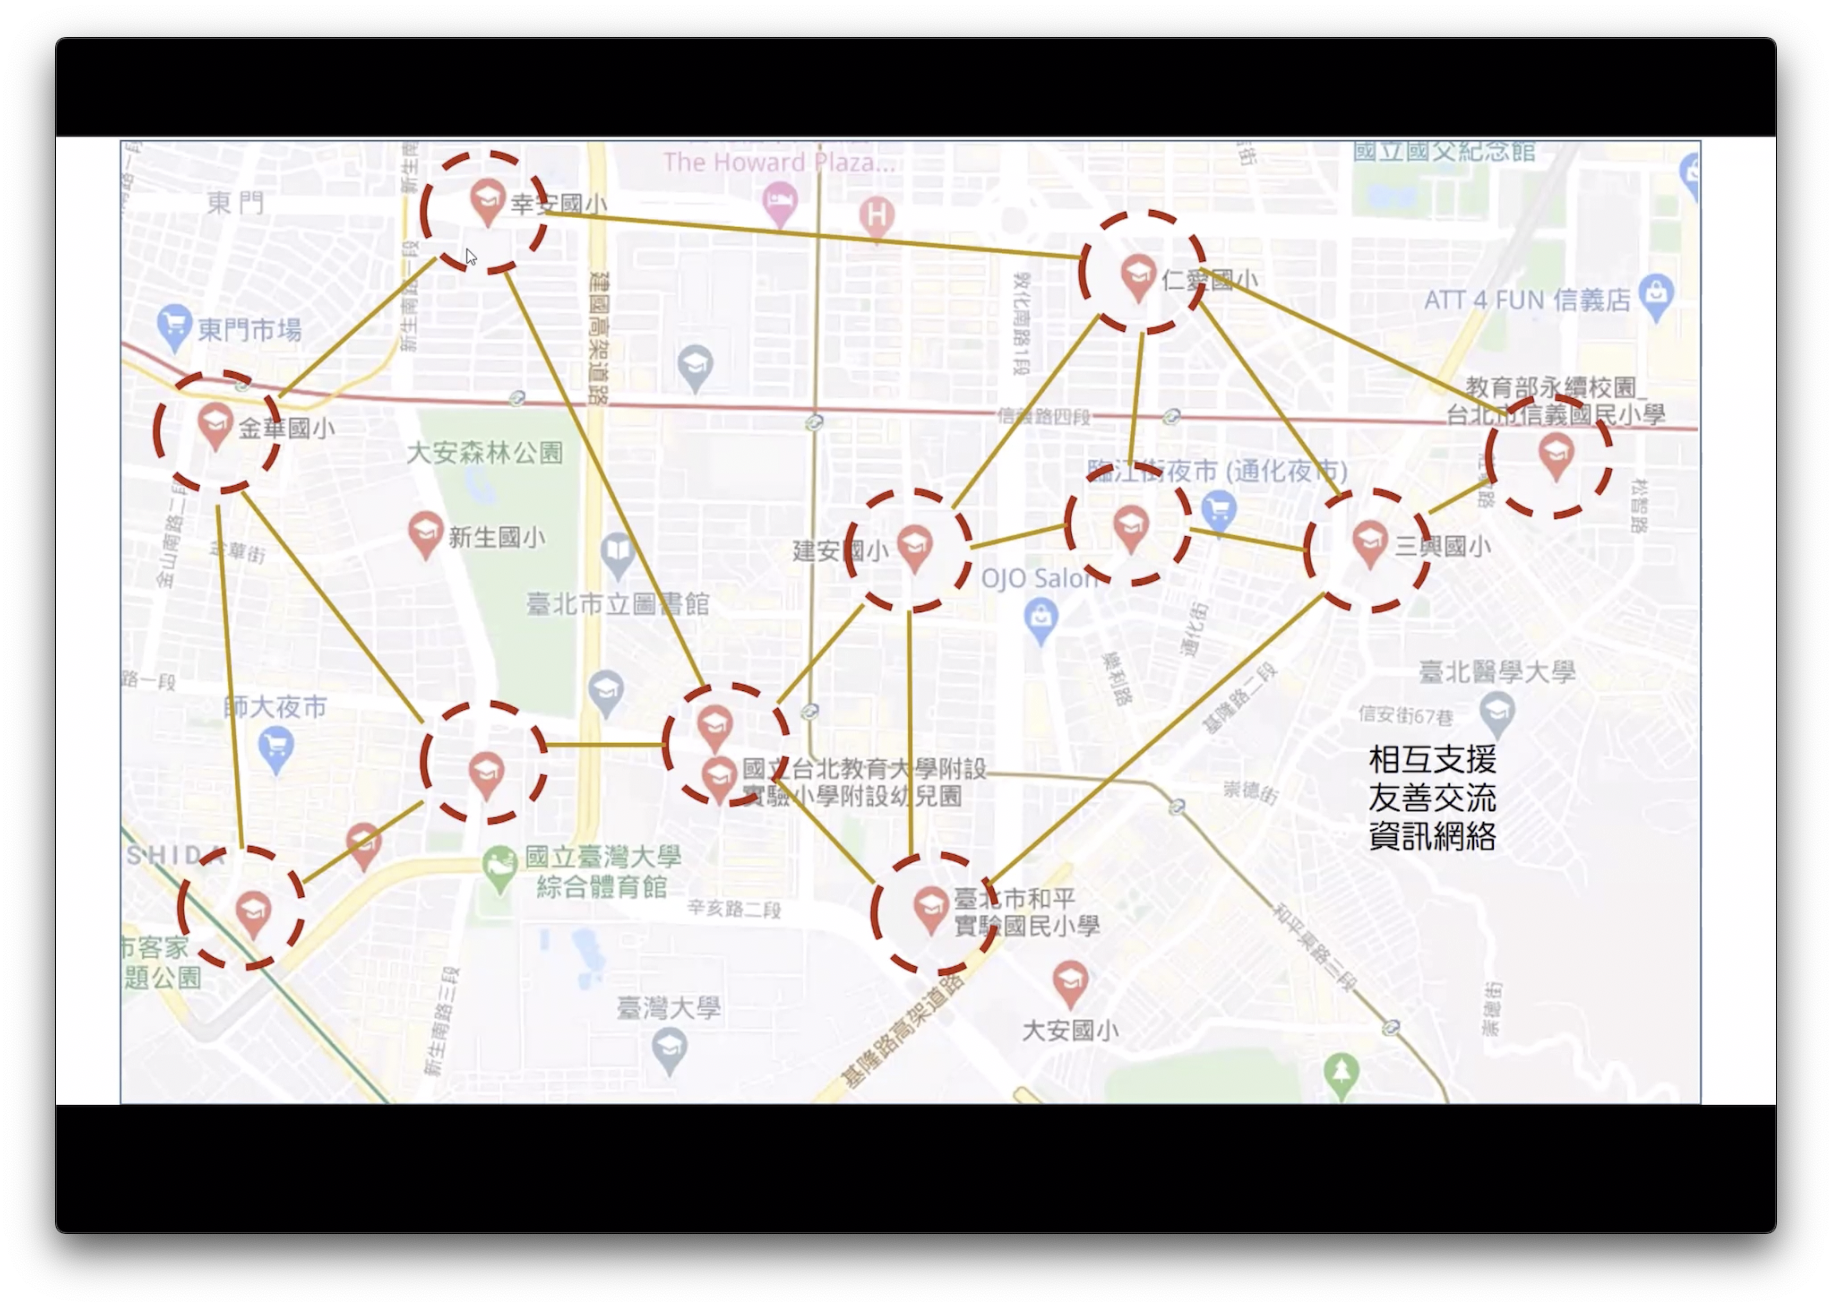 The Howard Plaza...
國立國父紀念館
東門
幸安國小
新生南路一段
建國高架道路
仁愛國小
敦化南路1段
ATT 4 FUN 信義店
東門市場
教育部永續校園_
台北市信義國民小學
金華國小
信義路四段
大安森林公園
臨江街夜市 (通化夜市)
松智路
金山南路二段
金華街
新生國小
建安國小
三興國小
OJO Salon
臺北市立圖書館
通化街
樂利路
基隆路二段
臺北醫學大學
信安街67巷
路一段
師大夜市
相互支援
友善交流
資訊網絡
國立台北教育大學附設
實驗小學附設幼兒園
崇德街
SHIDA
國立臺灣大學
綜合體育館
辛亥路二段
臺北市和平
實驗國民小學
和平東路三段
市客家
題公園
新生南路三段
臺灣大學
基隆路高架道路
大安國小
崇德街